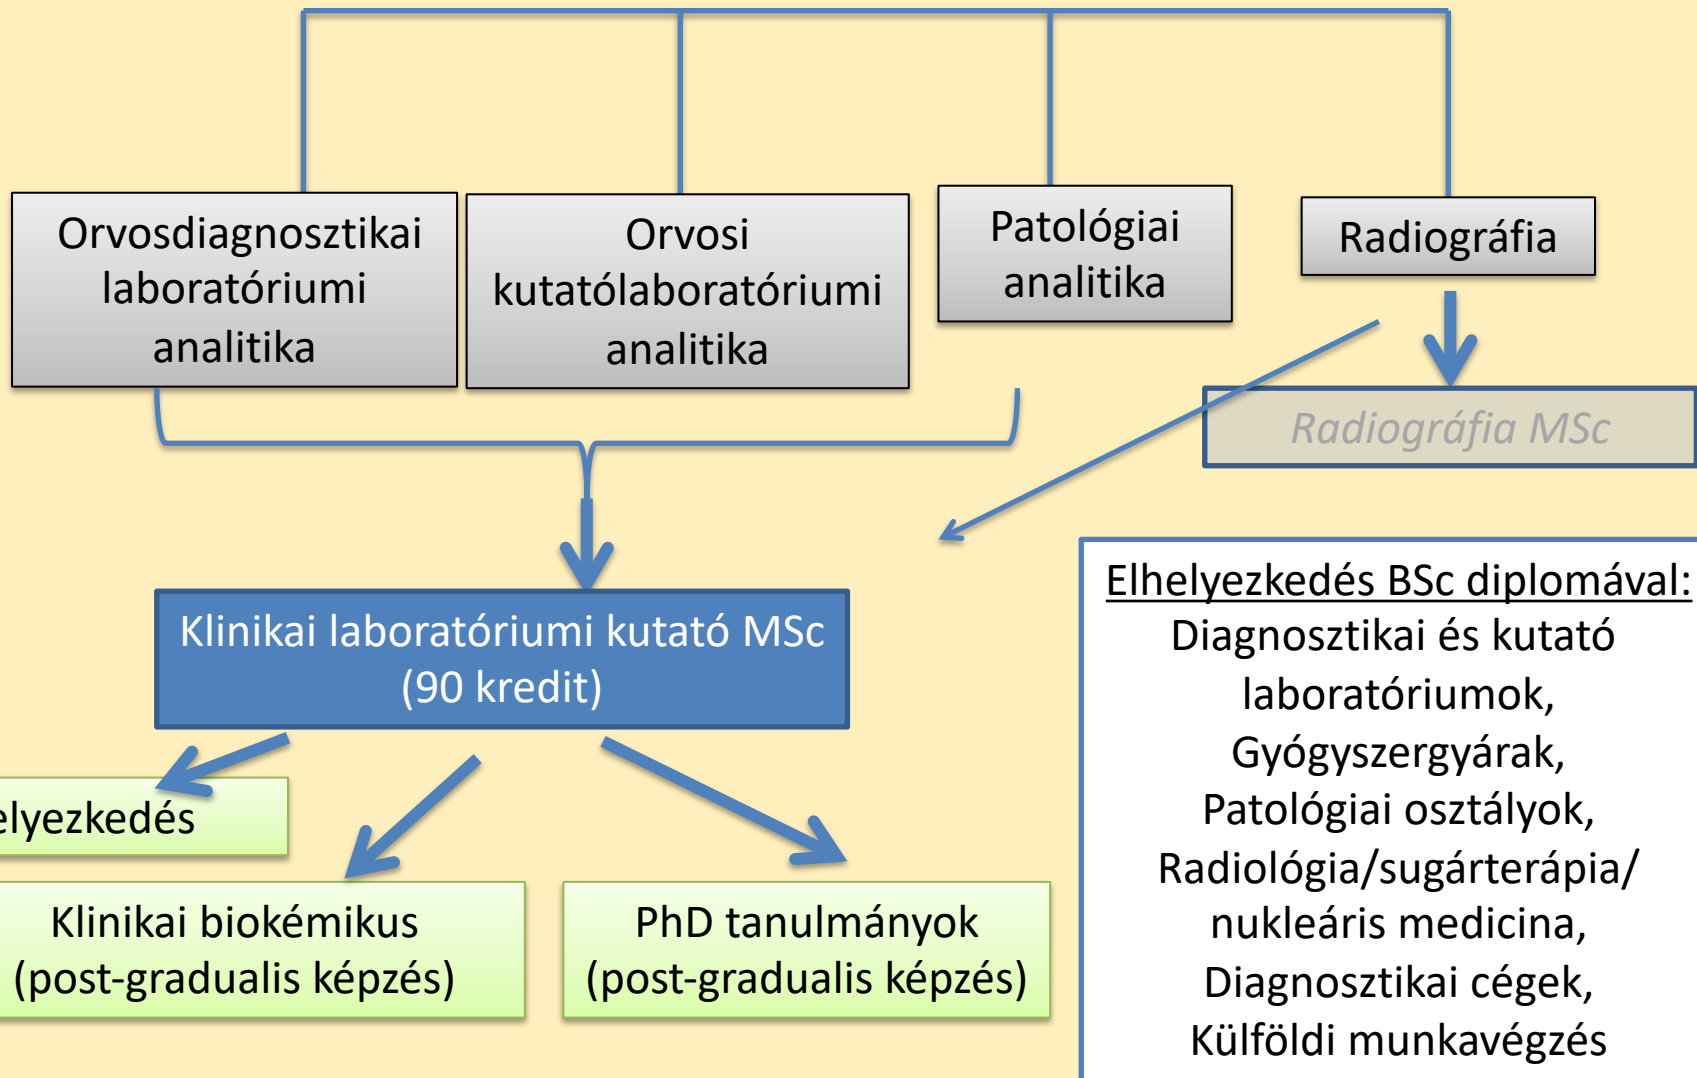 Orvosdiagnosztikai
laboratóriumi
analitika
Orvosi
kutatólaboratóriumi
analitika
Patológiai
analitika
Radiográfia
Radiográfia MSc
Klinikai laboratóriumi kutató MSc
(90 kredit)
elyezkedés
Klinikai biokémikus
(post-gradualis képzés)
PhD tanulmányok
(post-gradualis képzés)
Elhelyezkedés BSc diplomával:
Diagnosztikai és kutató
laboratóriumok,
Gyógyszergyárak,
Patológiai osztályok,
Radiológia/sugárterápia/
nukleáris medicina,
Diagnosztikai cégek,
Külföldi munkavégzés